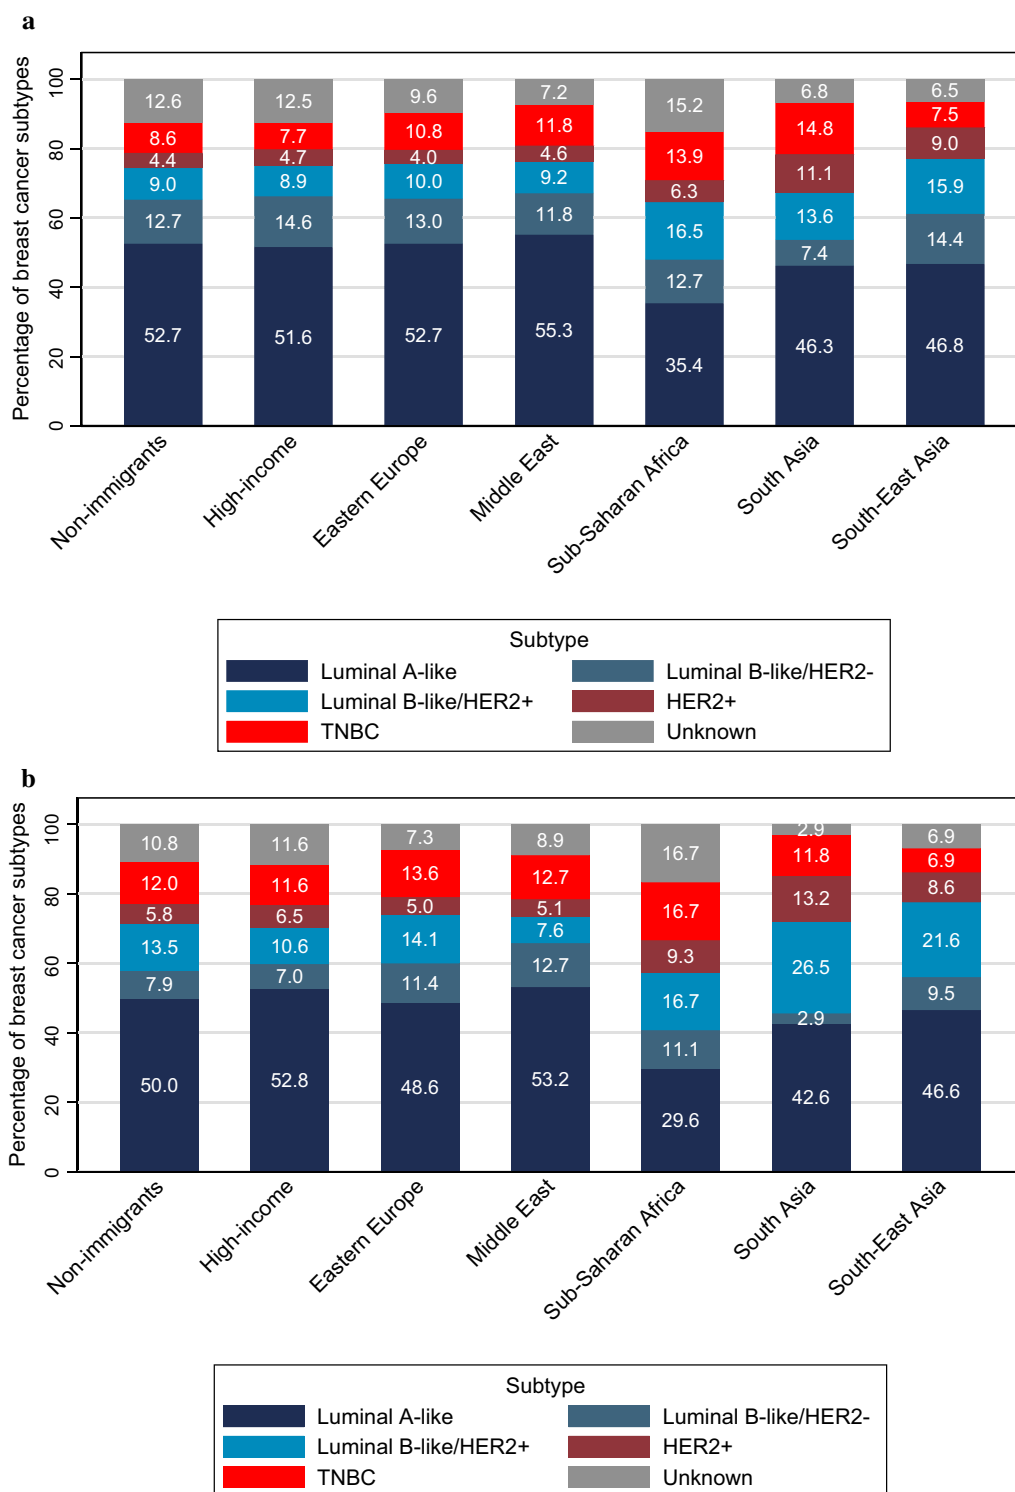 a
Percentage of breast cancer subtypes
100
80
60
40
20
0
12.6 12.5 9.6 7.2 15.2 6.8 6.5
8.6 7.7 10.8 11.8 13.9 14.8 7.5
4.4 4.7 4.0 4.6 6.3 11.1 9.0
9.0 8.9 10.0 9.2 16.5 13.6 15.9
12.7 14.6 13.0 11.8 12.7 7.4 14.4
52.7 51.6 52.7 55.3 35.4 46.3 46.8
Non-immigrants
High-income
Eastern Europe
Middle East
Sub-Saharan Africa
South Asia
South-East Asia
Subtype
Luminal A-like Luminal B-like/HER2-
Luminal B-like/HER2+ HER2+
TNBC Unknown
b
Percentage of breast cancer subtypes
100
80
60
40
20
0
10.8 11.6 7.3 8.9 16.7 2.9 6.9
12.0 11.6 13.6 12.7 16.7 11.8 6.9
5.8 6.5 5.0 5.1 9.3 13.2 8.6
13.5 10.6 14.1 7.6 16.7 26.5 21.6
7.9 7.0 11.4 12.7 11.1 2.9 9.5
50.0 52.8 48.6 53.2 29.6 42.6 46.6
Non-immigrants
High-income
Eastern Europe
Middle East
Sub-Saharan Africa
South Asia
South-East Asia
Subtype
Luminal A-like Luminal B-like/HER2-
Luminal B-like/HER2+ HER2+
TNBC Unknown